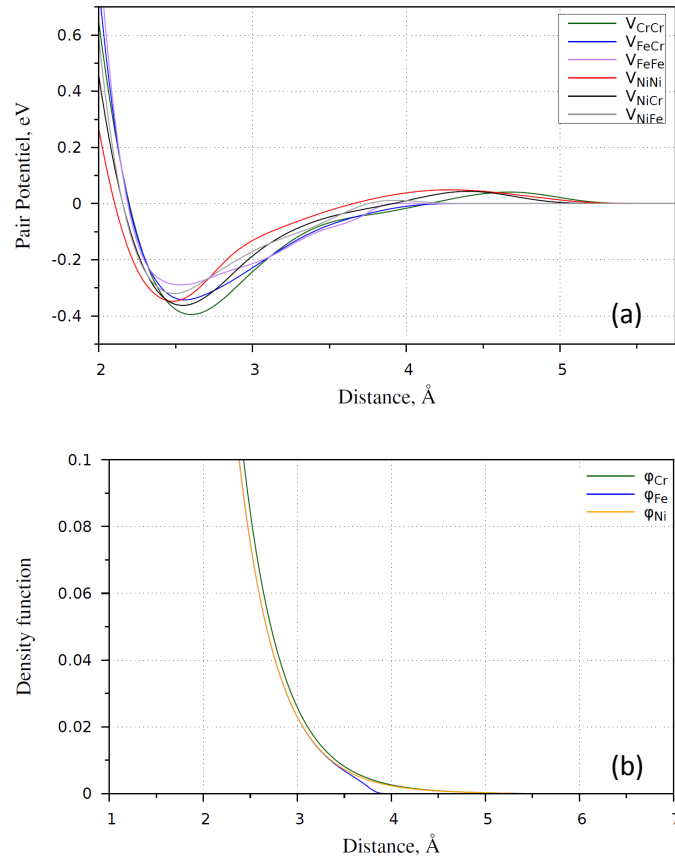 0.6
0.4
0.2
0
-0.2
-0.4
Pair Potentiel, eV
V_CrCr
V_FeCr
V_FeFe
V_NiNi
V_NiCr
V_NiFe
(a)
2 3 4 5
Distance, Å
0.1
0.08
0.06
0.04
0.02
0
Density function
φ_Cr
φ_Fe
φ_Ni
(b)
1 2 3 4 5 6 7
Distance, Å